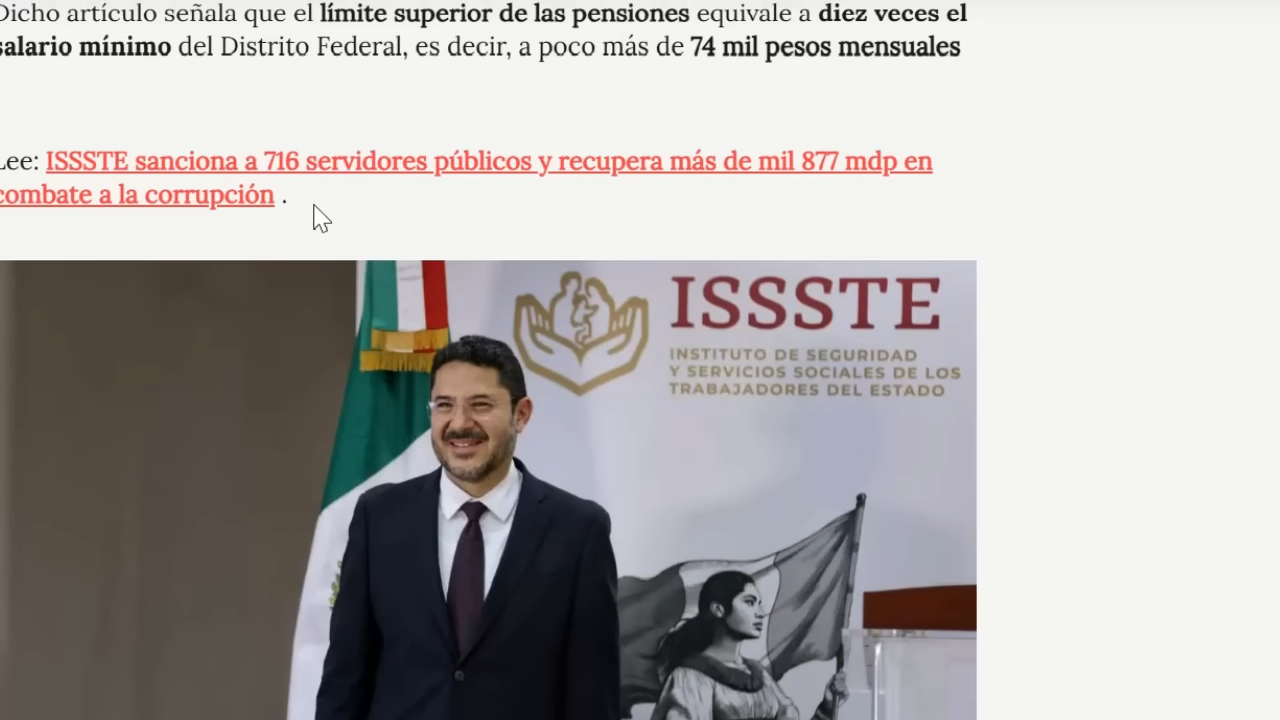 Dicho artículo señala que el límite superior de las pensiones equivale a diez veces el
salario mínimo del Distrito Federal, es decir, a poco más de 74 mil pesos mensuales
Lee: ISSSTE sanciona a 716 servidores públicos y recupera más de mil 877 mdp en
combate a la corrupción .
ISSSTE
INSTITUTO DE SEGURIDAD
Y SERVICIOS SOCIALES DE LOS
TRABAJADORES DEL ESTADO